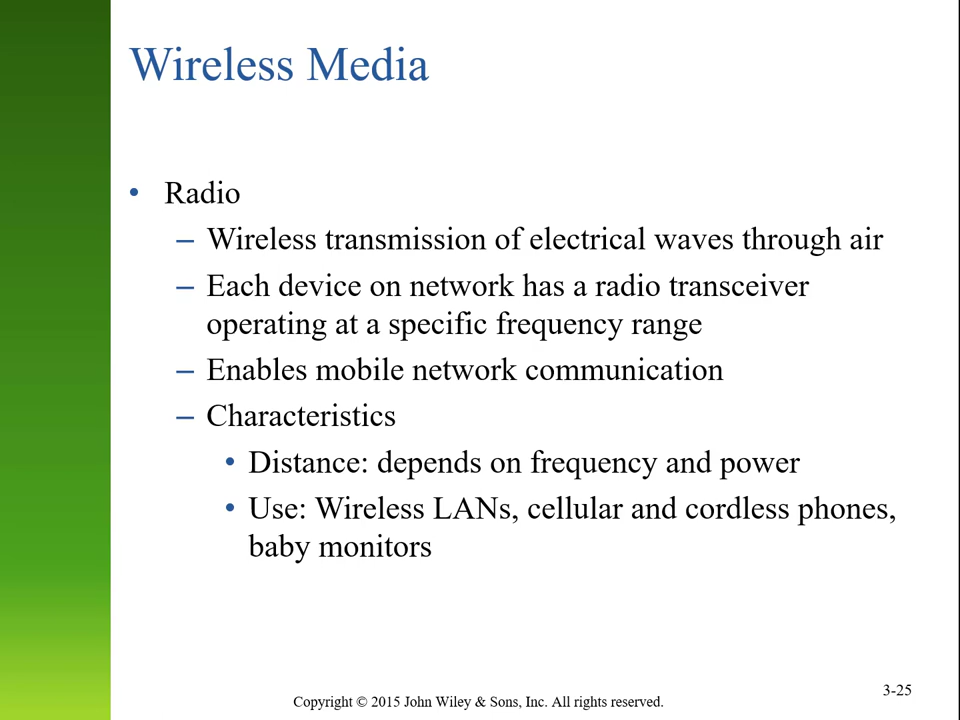 Wireless Media
• Radio
– Wireless transmission of electrical waves through air
– Each device on network has a radio transceiver
operating at a specific frequency range
– Enables mobile network communication
– Characteristics
• Distance: depends on frequency and power
• Use: Wireless LANs, cellular and cordless phones,
baby monitors
3-25
Copyright © 2015 John Wiley & Sons, Inc. All rights reserved.